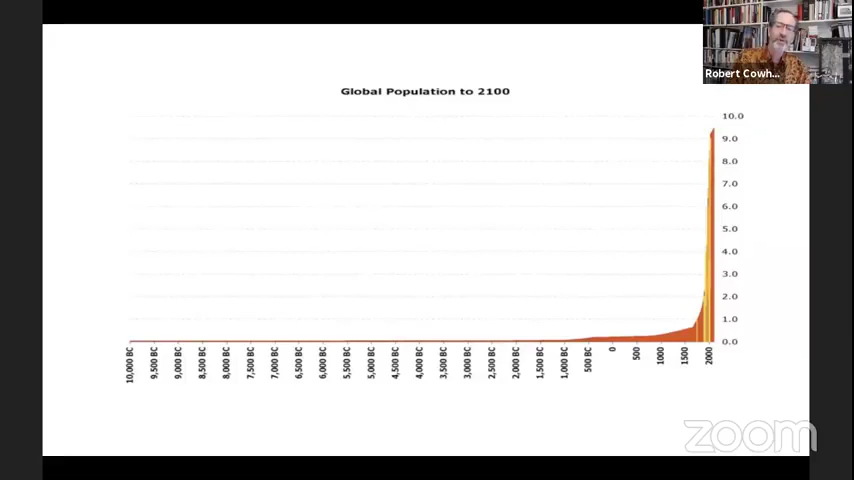 Robert Cowh...
Global Population to 2100
10.0
9.0
8.0
7.0
6.0
5.0
4.0
3.0
2.0
1.0
0.0
10,000 BC
9,500 BC
9,000 BC
8,500 BC
8,000 BC
7,500 BC
7,000 BC
6,500 BC
6,000 BC
5,500 BC
5,000 BC
4,500 BC
4,000 BC
3,500 BC
3,000 BC
2,500 BC
2,000 BC
1,500 BC
1,000 BC
500 BC
0
500
1000
1500
2000
zoom